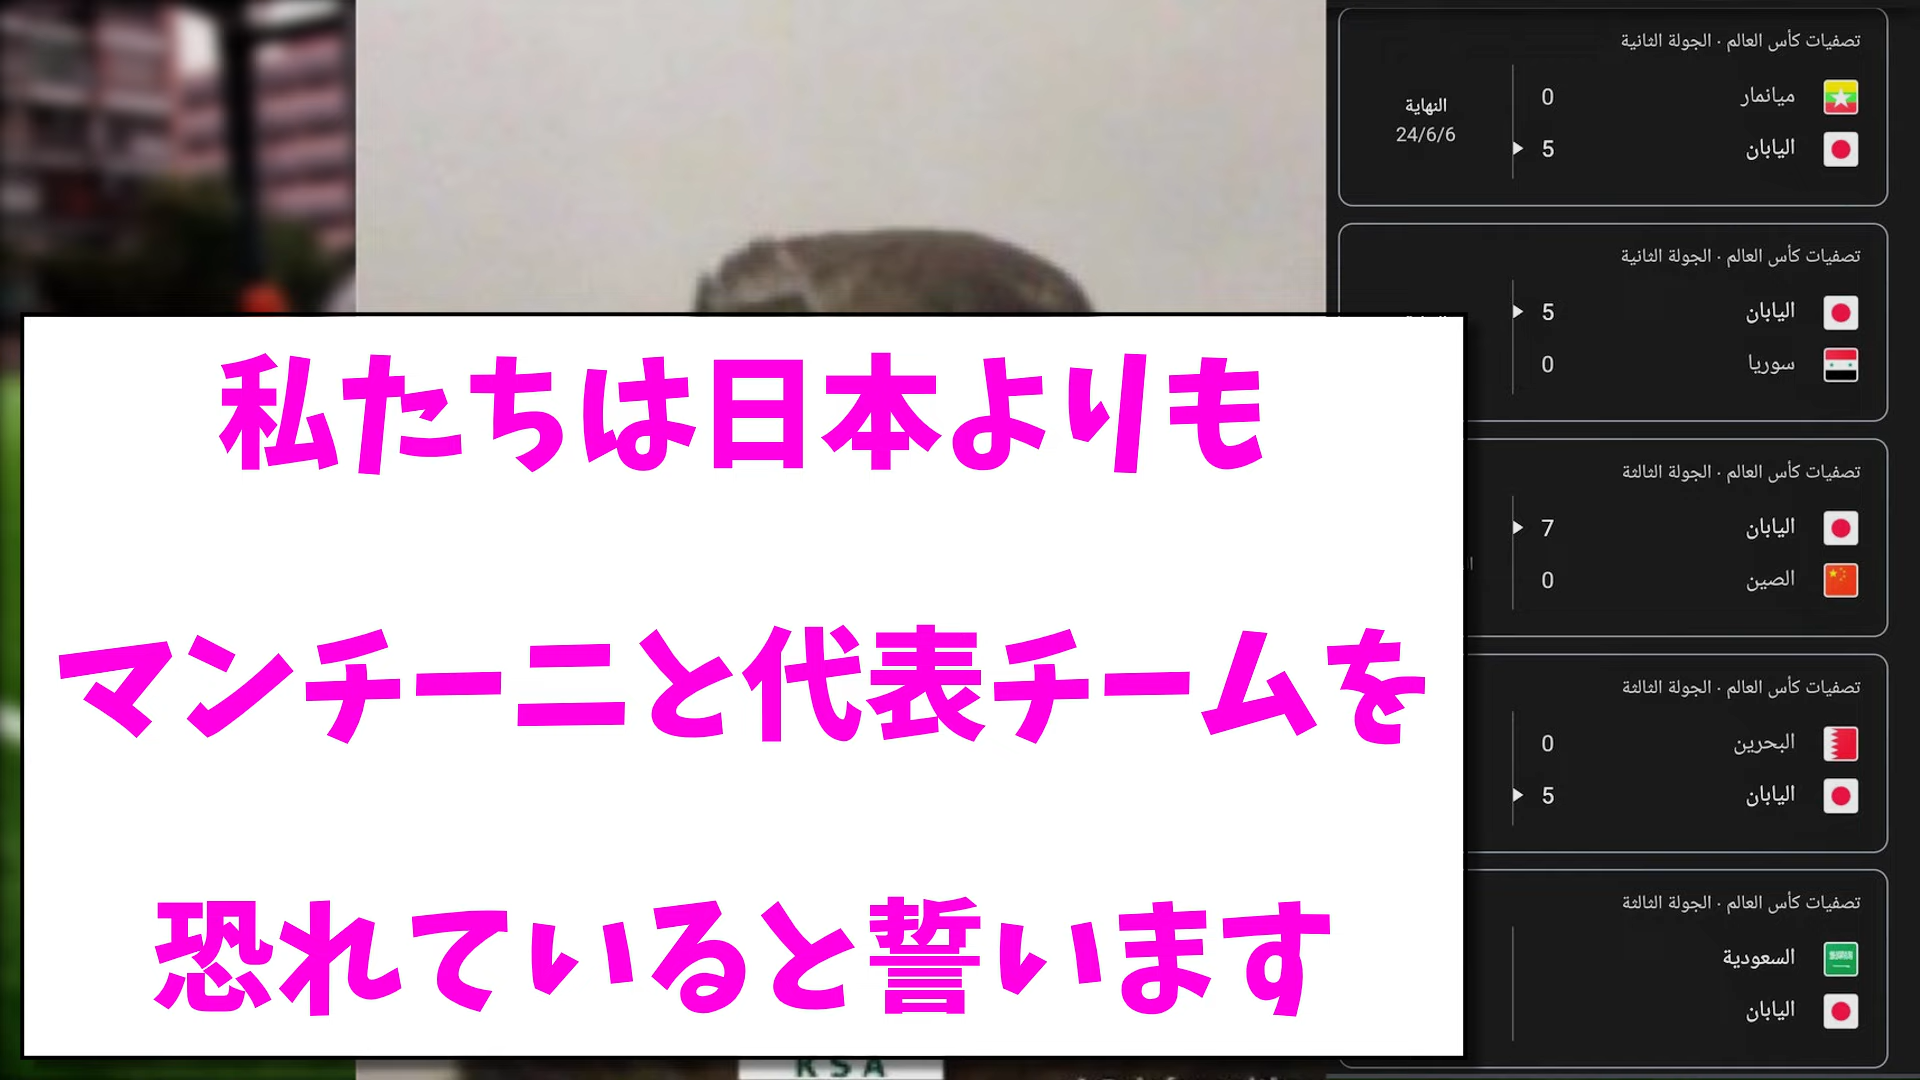 私たちは日本よりも
マンチーニと代表チームを
恐れていると誓います
تصفيات كأس العالم · الجولة الثانية
ميانمار 0
اليابان 5
النهاية
24/6/6
تصفيات كأس العالم · الجولة الثانية
اليابان 5
سوريا 0
تصفيات كأس العالم · الجولة الثالثة
اليابان 7
الصين 0
تصفيات كأس العالم · الجولة الثالثة
البحرين 0
اليابان 5
تصفيات كأس العالم · الجولة الثالثة
السعودية
اليابان
KSA